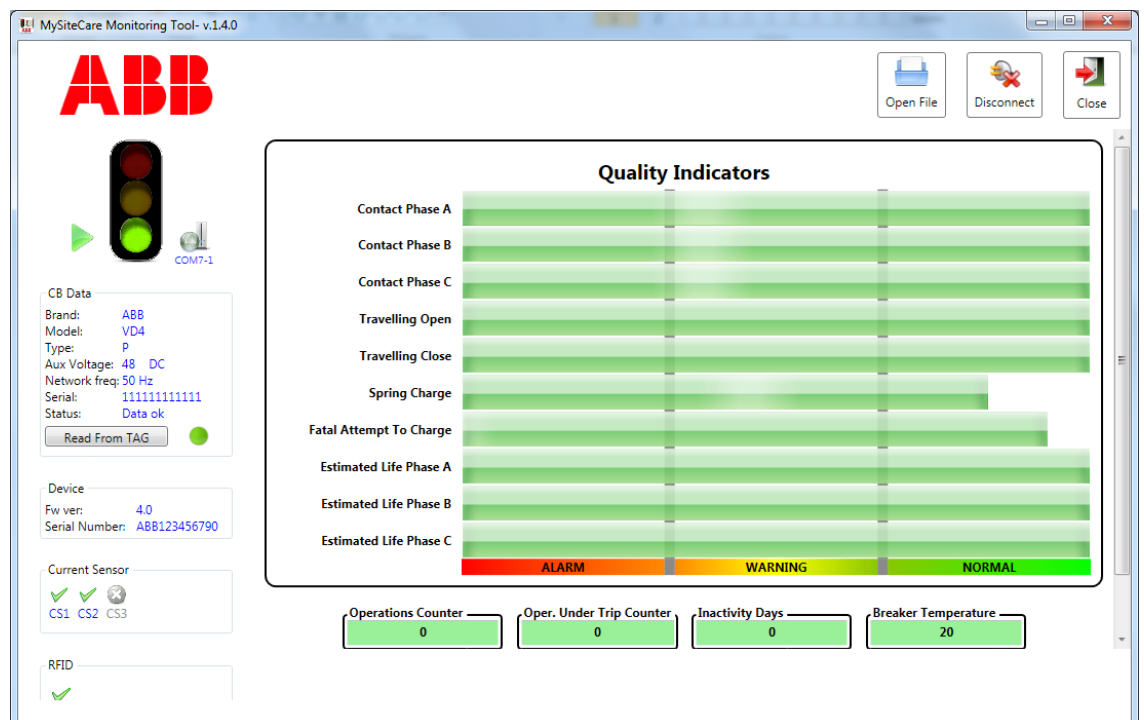 MySiteCare Monitoring Tool- v.1.4.0
ABB
Open File
Disconnect
Close
COM7-1
CB Data
Brand: ABB
Model: VD4
Type: P
Aux Voltage: 48 DC
Network freq: 50 Hz
Serial: 111111111111
Status: Data ok
Read From TAG
Device
Fw ver: 4.0
Serial Number: ABB123456790
Current Sensor
CS1 CS2 CS3
RFID
Quality Indicators
Contact Phase A
Contact Phase B
Contact Phase C
Travelling Open
Travelling Close
Spring Charge
Fatal Attempt To Charge
Estimated Life Phase A
Estimated Life Phase B
Estimated Life Phase C
ALARM WARNING NORMAL
Operations Counter
0
Oper. Under Trip Counter
0
Inactivity Days
0
Breaker Temperature
20